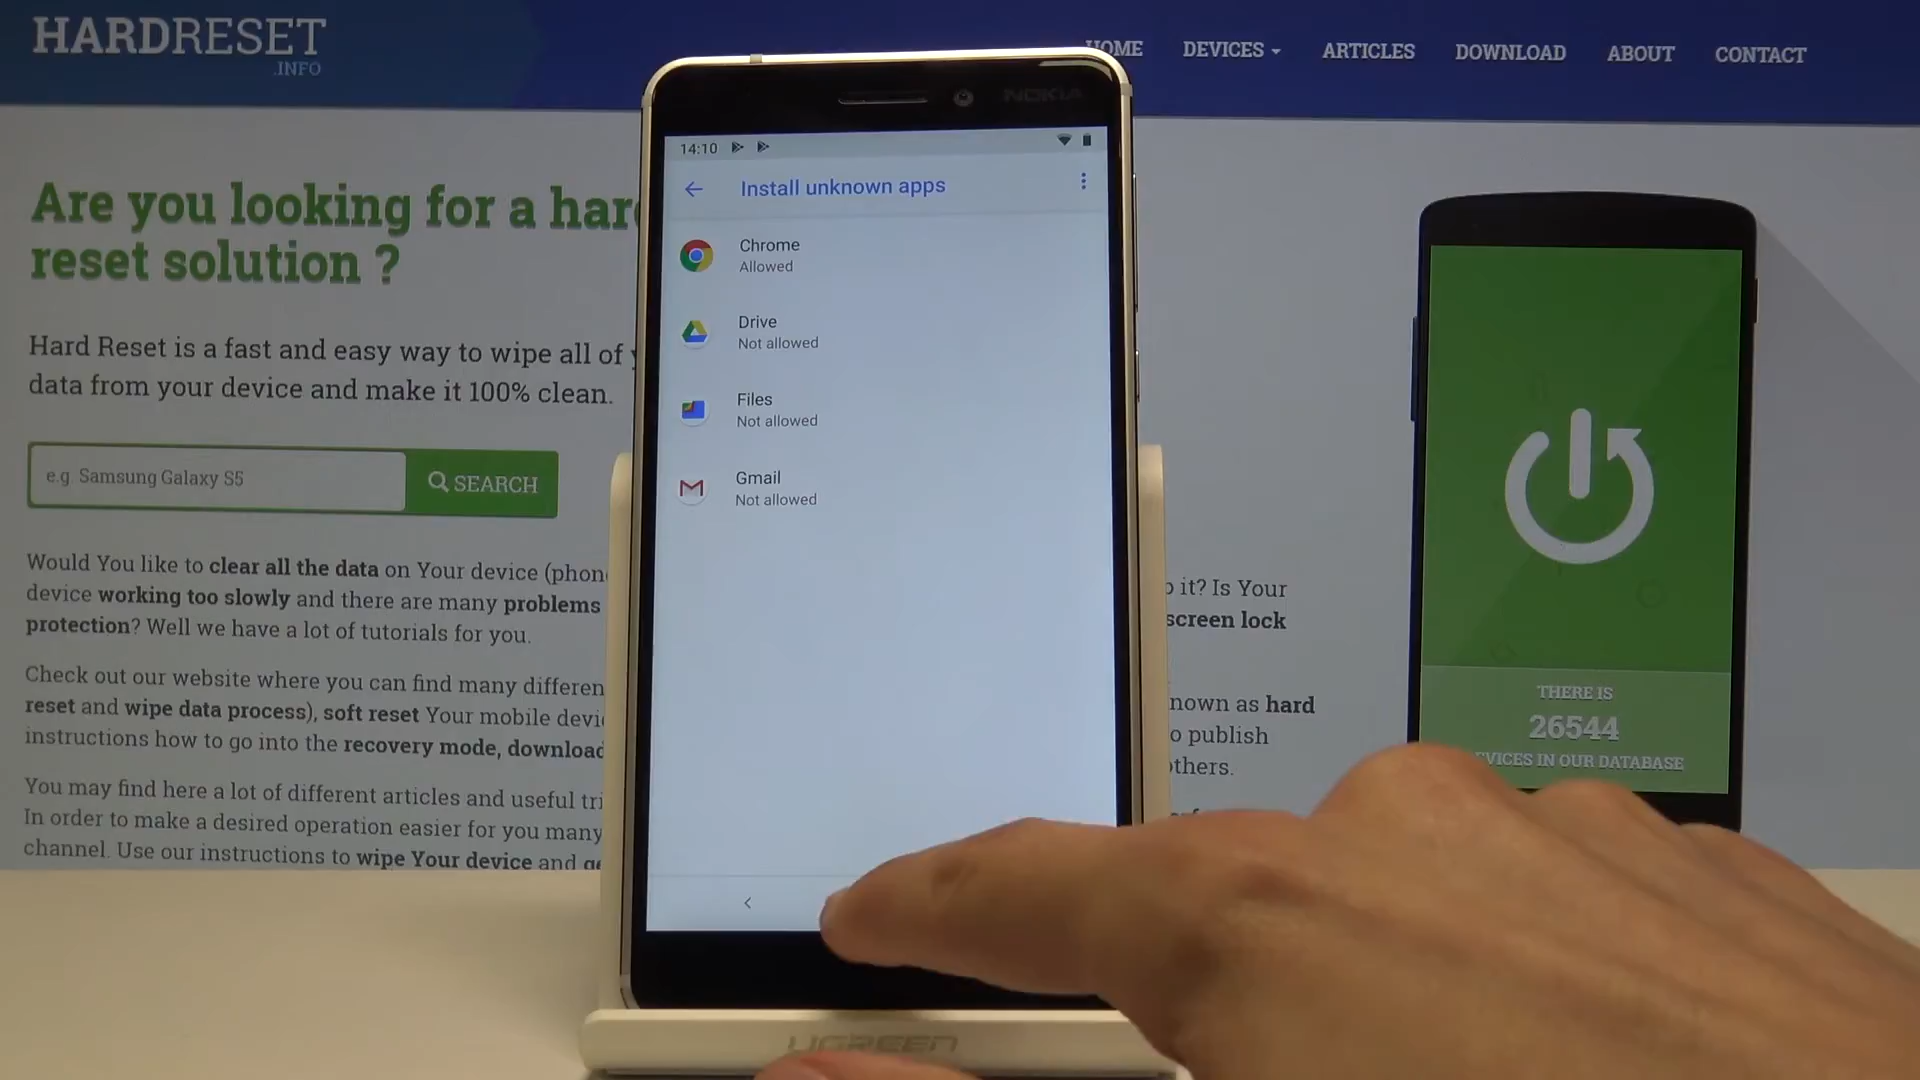 HARDRESET
.INFO
HOME
DEVICES
ARTICLES
DOWNLOAD
ABOUT
CONTACT
Are you looking for a hard
reset solution ?
Hard Reset is a fast and easy way to wipe all of
data from your device and make it 100% clean.
e.g. Samsung Galaxy S5
SEARCH
Would You like to clear all the data on Your device (phon
device working too slowly and there are many problems
protection? Well we have a lot of tutorials for you.
Check out our website where you can find many differen
reset and wipe data process), soft reset Your mobile devi
instructions how to go into the recovery mode, download
You may find here a lot of different articles and useful tri
In order to make a desired operation easier for you many
channel. Use our instructions to wipe Your device and
NOKIA
14:10
Install unknown apps
Chrome
Allowed
Drive
Not allowed
Files
Not allowed
Gmail
Not allowed
UGREEN
it? Is Your
screen lock
nown as hard
o publish
others.
THERE IS
26544
VICES IN OUR DATABASE